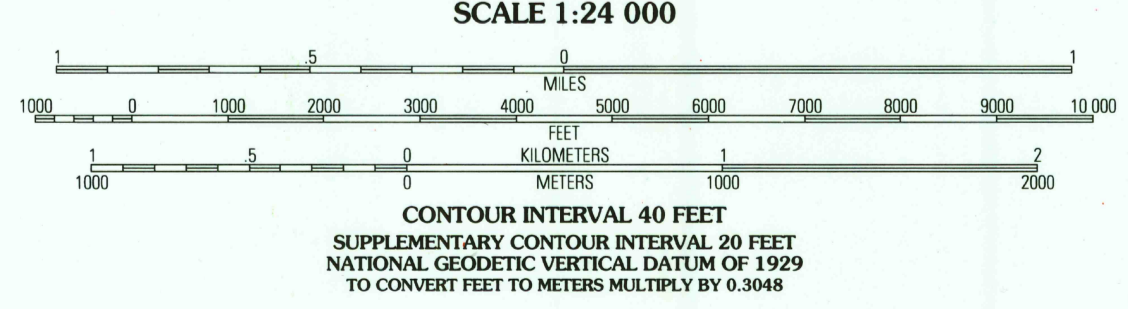 SCALE 1:24 000
1 .5 0 1
MILES
1000 0 1000 2000 3000 4000 5000 6000 7000 8000 9000 10 000
FEET
1 .5 0 KILOMETERS 1 2
1000 0 METERS 1000 2000
CONTOUR INTERVAL 40 FEET
SUPPLEMENTARY CONTOUR INTERVAL 20 FEET
NATIONAL GEODETIC VERTICAL DATUM OF 1929
TO CONVERT FEET TO METERS MULTIPLY BY 0.3048